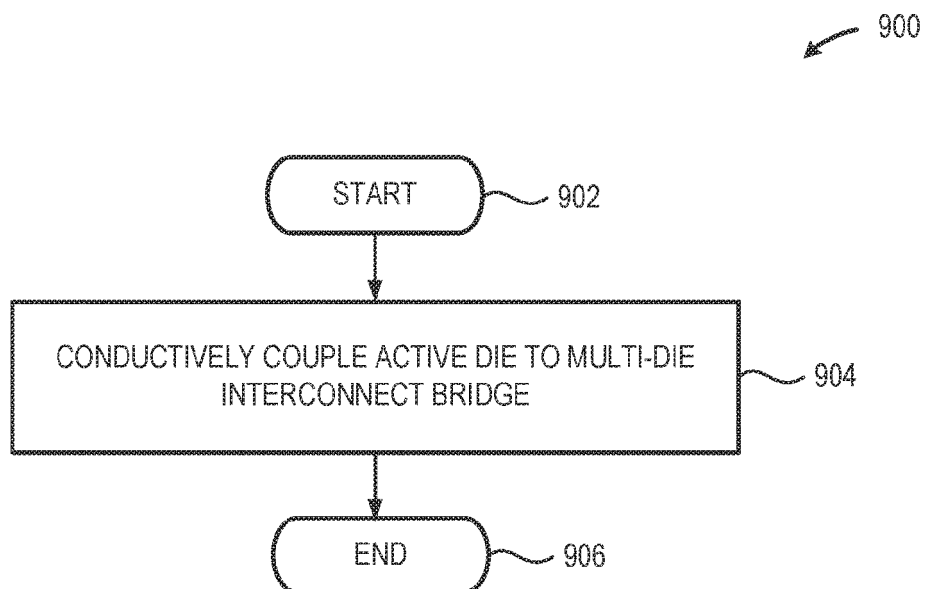 900
START
902
CONDUCTIVELY COUPLE ACTIVE DIE TO MULTI-DIE
INTERCONNECT BRIDGE
904
END
906